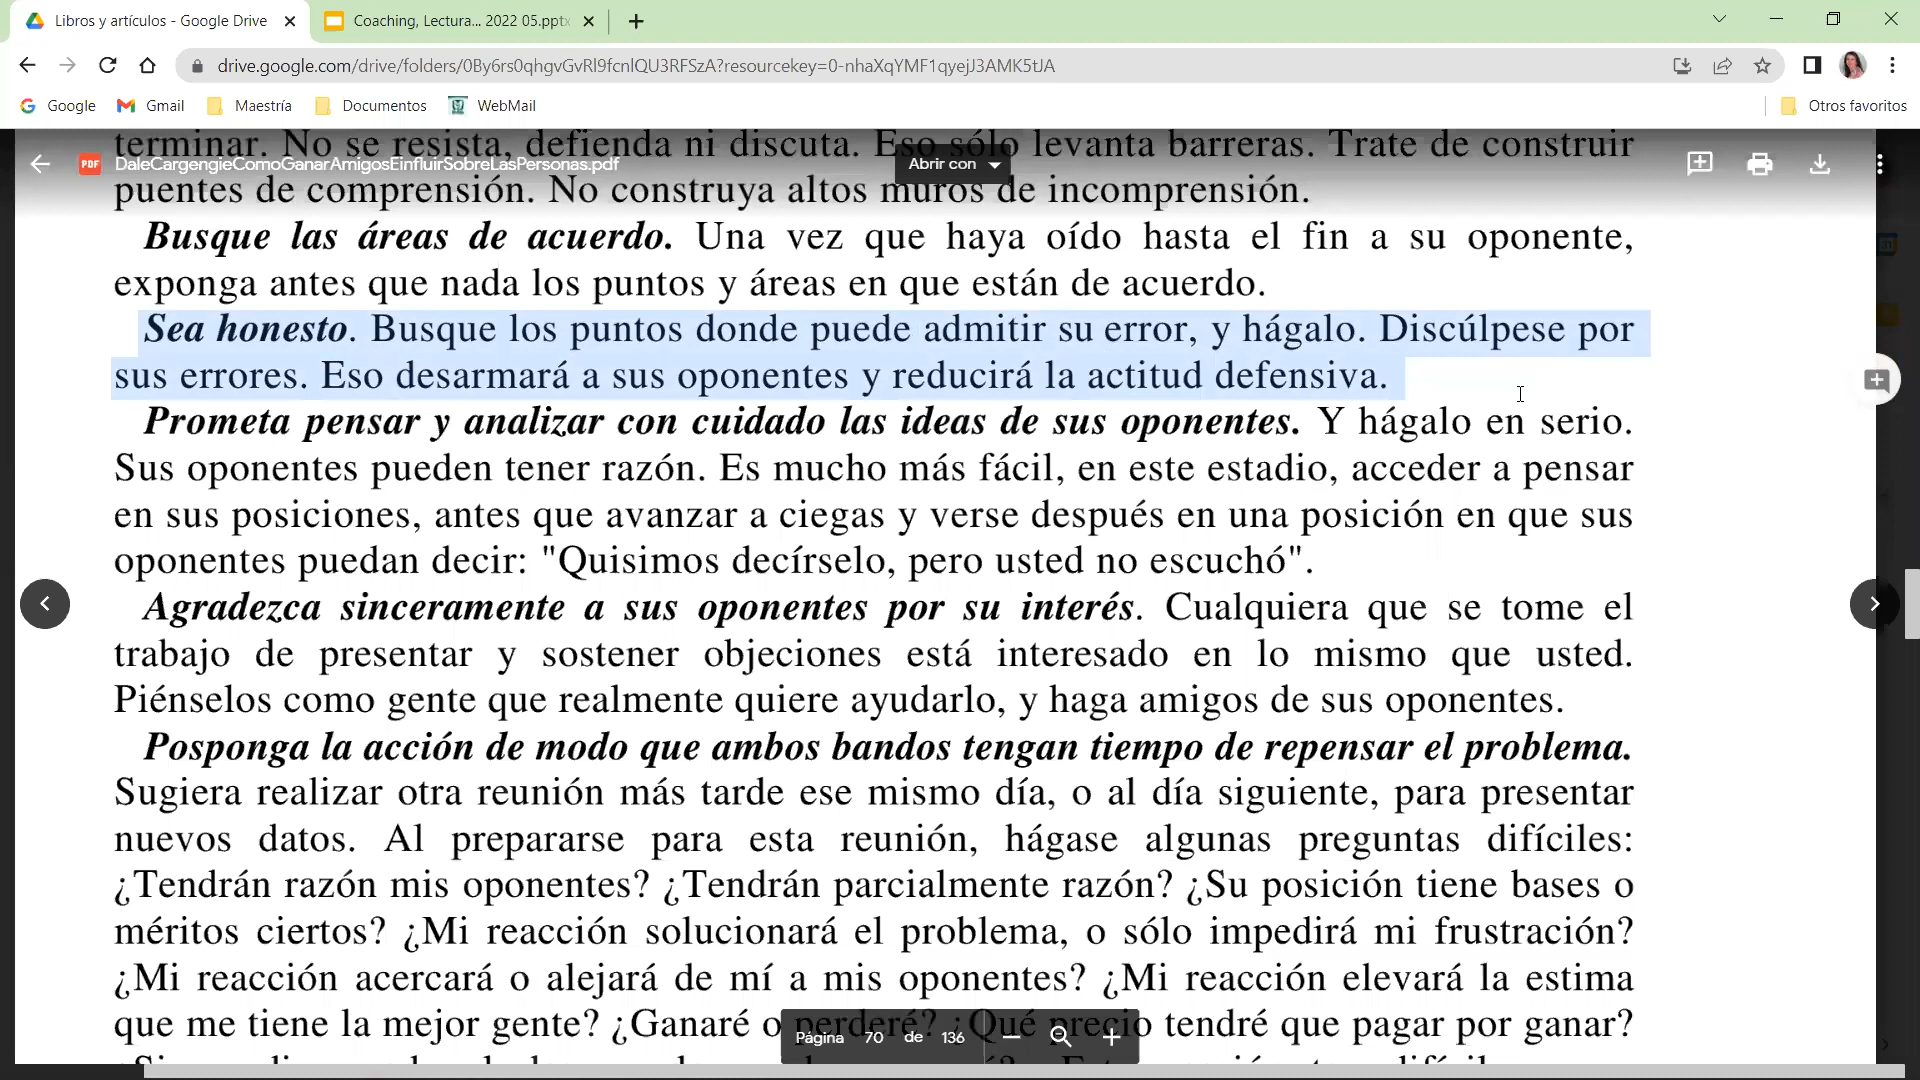 Libros y artículos - Google Drive
Coaching, Lectura... 2022 05.pptx
drive.google.com/drive/folders/0By6rs0qhgvGvRl9fcnlQU3RFSzA?resourcekey=0-nhaXqYMF1qyejJ3AMK5tJA
Google Gmail Maestría Documentos WebMail Otros favoritos
terminar. No se resista, defienda ni discuta. Eso sólo levanta barreras. Trate de construir
PDF DaleCargengieComoGanarAmigosEinfluirSobreLasPersonas.pdf Abrir con
puentes de comprensión. No construya altos muros de incomprensión.
Busque las áreas de acuerdo. Una vez que haya oído hasta el fin a su oponente,
exponga antes que nada los puntos y áreas en que están de acuerdo.
Sea honesto. Busque los puntos donde puede admitir su error, y hágalo. Discúlpese por
sus errores. Eso desarmará a sus oponentes y reducirá la actitud defensiva.
Prometa pensar y analizar con cuidado las ideas de sus oponentes. Y hágalo en serio.
Sus oponentes pueden tener razón. Es mucho más fácil, en este estadio, acceder a pensar
en sus posiciones, antes que avanzar a ciegas y verse después en una posición en que sus
oponentes puedan decir: "Quisimos decírselo, pero usted no escuchó".
Agradezca sinceramente a sus oponentes por su interés. Cualquiera que se tome el
trabajo de presentar y sostener objeciones está interesado en lo mismo que usted.
Piénselos como gente que realmente quiere ayudarlo, y haga amigos de sus oponentes.
Posponga la acción de modo que ambos bandos tengan tiempo de repensar el problema.
Sugiera realizar otra reunión más tarde ese mismo día, o al día siguiente, para presentar
nuevos datos. Al prepararse para esta reunión, hágase algunas preguntas difíciles:
¿Tendrán razón mis oponentes? ¿Tendrán parcialmente razón? ¿Su posición tiene bases o
méritos ciertos? ¿Mi reacción solucionará el problema, o sólo impedirá mi frustración?
¿Mi reacción acercará o alejará de mí a mis oponentes? ¿Mi reacción elevará la estima
que me tiene la mejor gente? ¿Ganaré o perderé? ¿Qué precio tendré que pagar por ganar?
Página 70 de 136